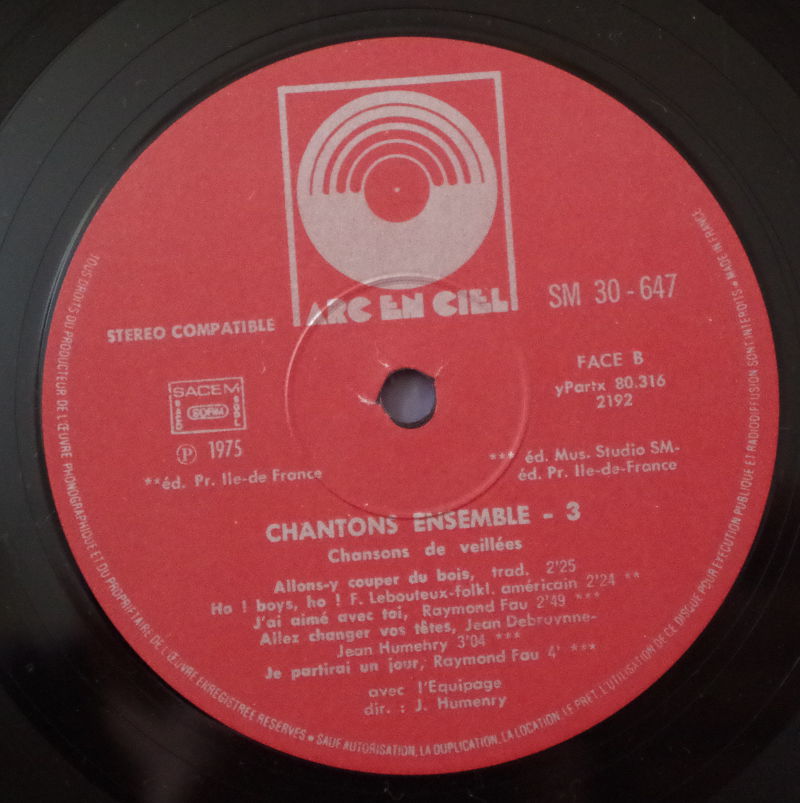 ARC EN CIEL
SM 30-647
STEREO COMPATIBLE
FACE B
yPartx 80.316
2192
SACEM
SDRM
Ⓟ 1975
**éd. Pr. Ile-de France
*** éd. Mus. Studio SM-
éd. Pr. Ile-de-France
CHANTONS ENSEMBLE - 3
Chansons de veillées
Allons-y couper du bois, trad. 2'25
Ho ! boys, ho ! F. Lebouteux-folkl. américain 2'24 **
J'ai aimé avec toi, Raymond Fau 2'49 ***
Allez changer vos têtes, Jean Debruynne-
Jean Humehry 3'04 ***
Je partirai un jour, Raymond Fau 4' ***
avec l'Equipage
dir. : J. Humenry
TOUS DROITS DU PRODUCTEUR DE L'ŒUVRE PHONOGRAPHIQUE ET DU PROPRIETAIRE DE L'ŒUVRE ENREGISTREE RESERVES • SAUF AUTORISATION, LA DUPLICATION, LA LOCATION, LE PRET, L'UTILISATION DE CE DISQUE POUR EXECUTION PUBLIQUE ET RADIODIFFUSION SONT INTERDITS • MADE IN FRANCE